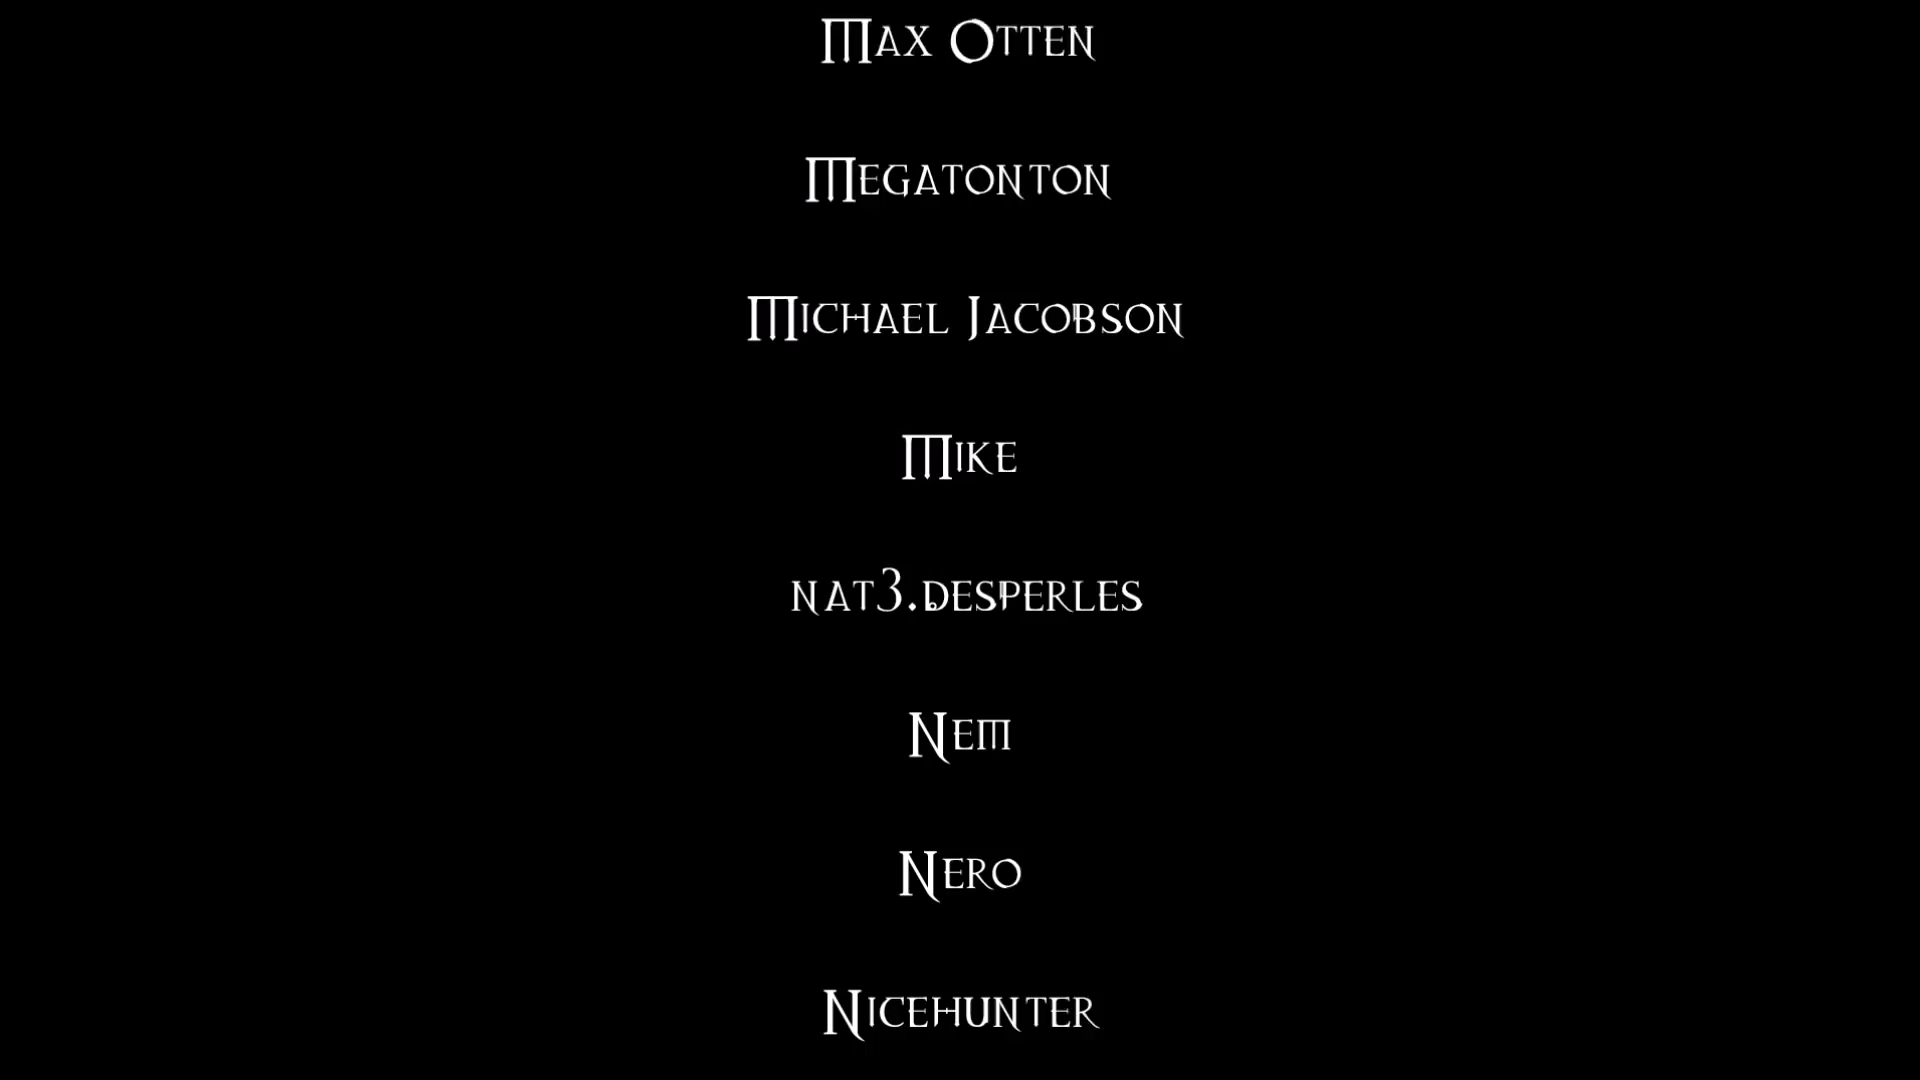 Max Otten
Megatonton
Michael Jacobson
Mike
nat3.desperles
Nem
Nero
Nicehunter